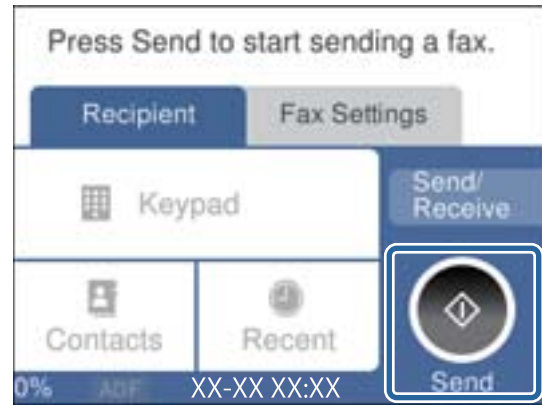 Press Send to start sending a fax.
Recipient
Fax Settings
Keypad
Send/
Receive
Contacts
Recent
0%
ADF
XX-XX XX:XX
Send